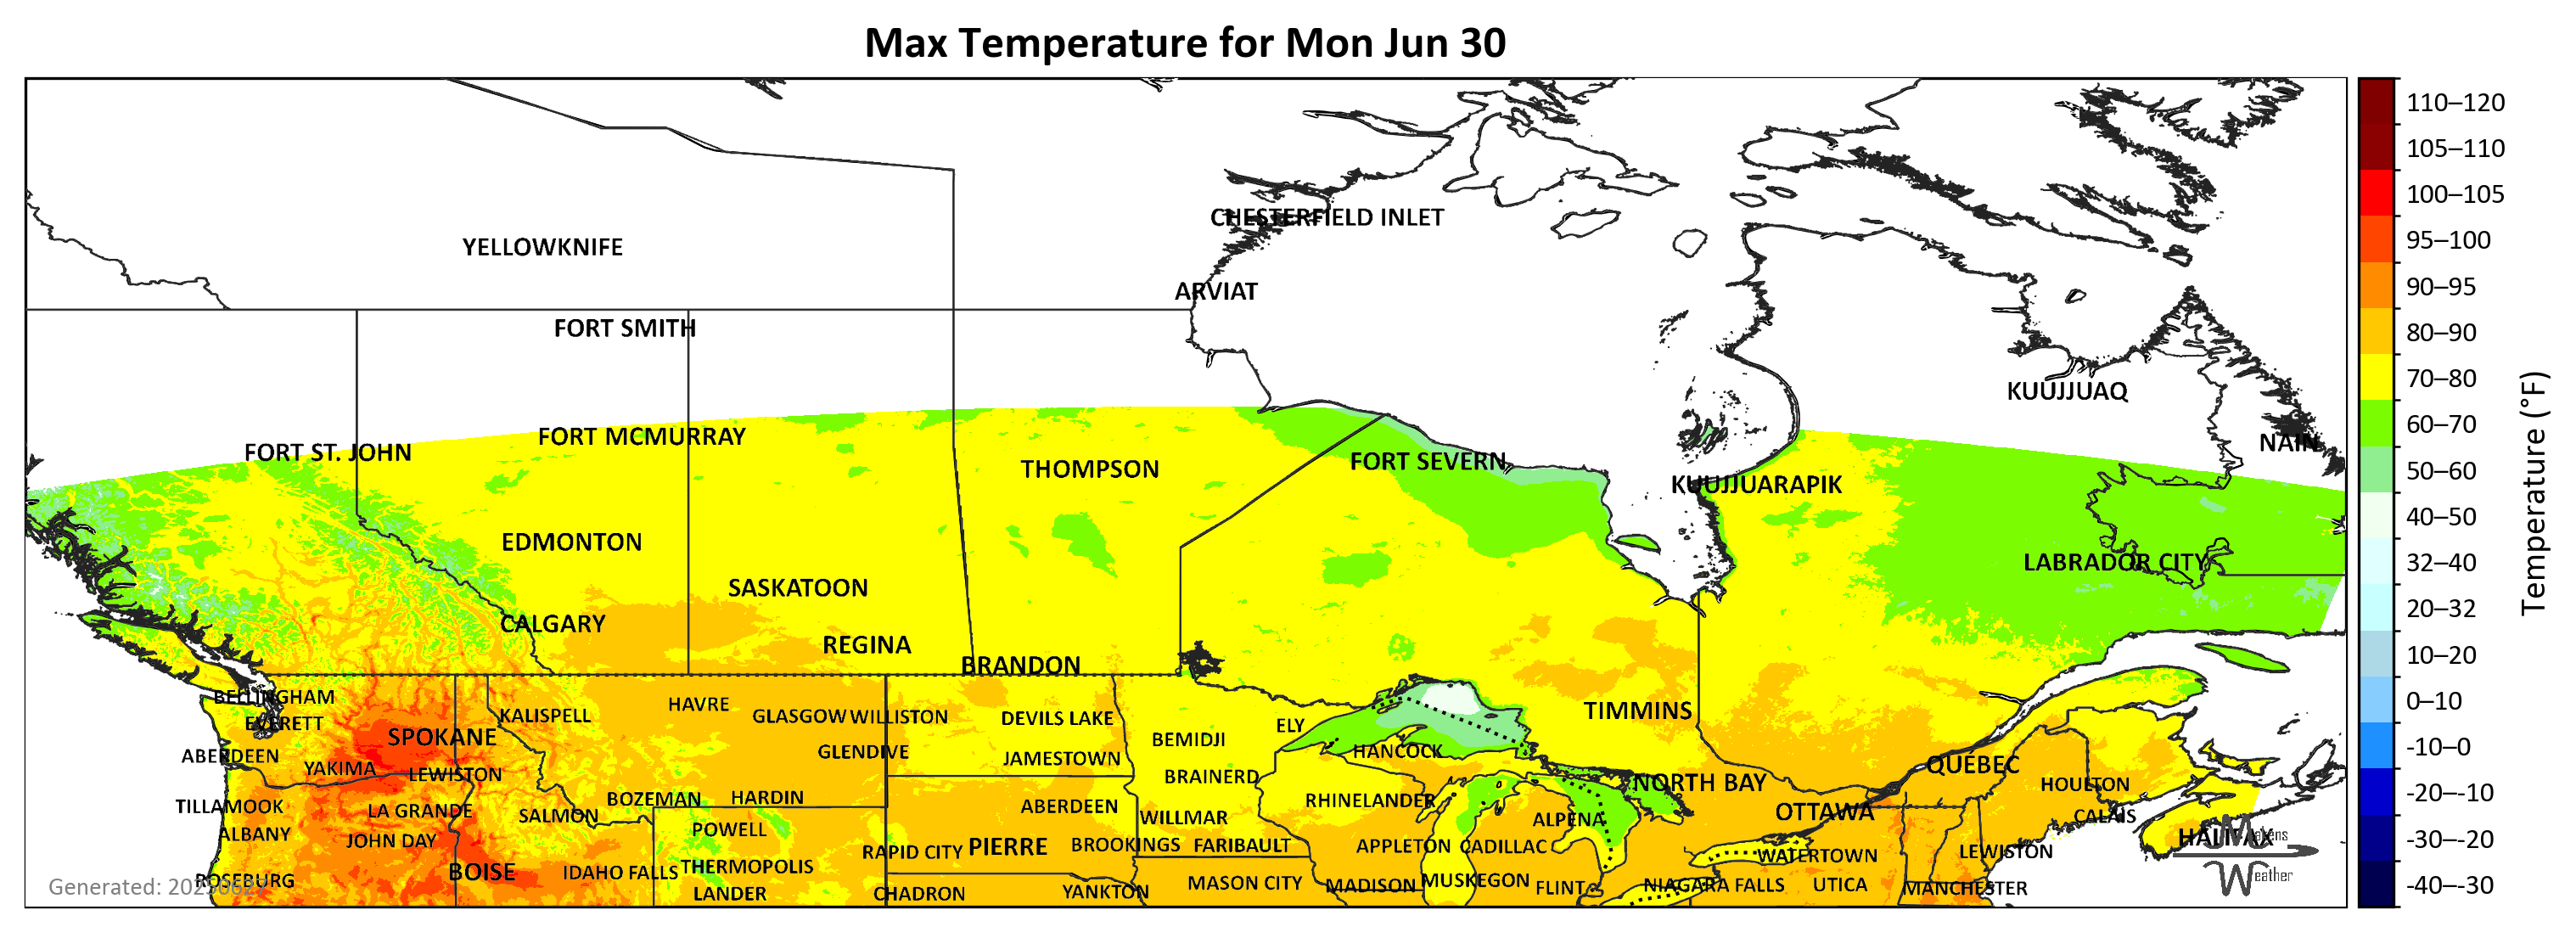 Max Temperature for Mon Jun 30
110–120
105–110
100–105
95–100
90–95
80–90
70–80
60–70
50–60
40–50
32–40
20–32
10–20
0–10
-10–0
-20–-10
-30–-20
-40–-30
Temperature (°F)
CHESTERFIELD INLET
YELLOWKNIFE
ARVIAT
FORT SMITH
KUUJJUAQ
FORT MCMURRAY
NAIN
FORT ST. JOHN
FORT SEVERN
THOMPSON
KUUJJUARAPIK
EDMONTON
LABRADOR CITY
SASKATOON
CALGARY
REGINA
BRANDON
BELLINGHAM
HAVRE
TIMMINS
KALISPELL
GLASGOW
WILLISTON
DEVILS LAKE
EVERETT
ELY
SPOKANE
BEMIDJI
GLENDIVE
HANCOCK
ABERDEEN
JAMESTOWN
QUÉBEC
YAKIMA
LEWISTON
BRAINERD
NORTH BAY
HOULTON
BOZEMAN
HARDIN
RHINELANDER
TILLAMOOK
ABERDEEN
LA GRANDE
SALMON
WILLMAR
OTTAWA
CALAIS
ALPENA
POWELL
ALBANY
HALIFAX
JOHN DAY
PIERRE
BROOKINGS
FARIBAULT
APPLETON
CADILLAC
RAPID CITY
LEWISTON
WATERTOWN
THERMOPOLIS
BOISE
IDAHO FALLS
ROSEBURG
MUSKEGON
MASON CITY
MADISON
FLINT
NIAGARA FALLS
UTICA
MANCHESTER
LANDER
CHADRON
YANKTON
Generated: 20250627
Matens
Weather